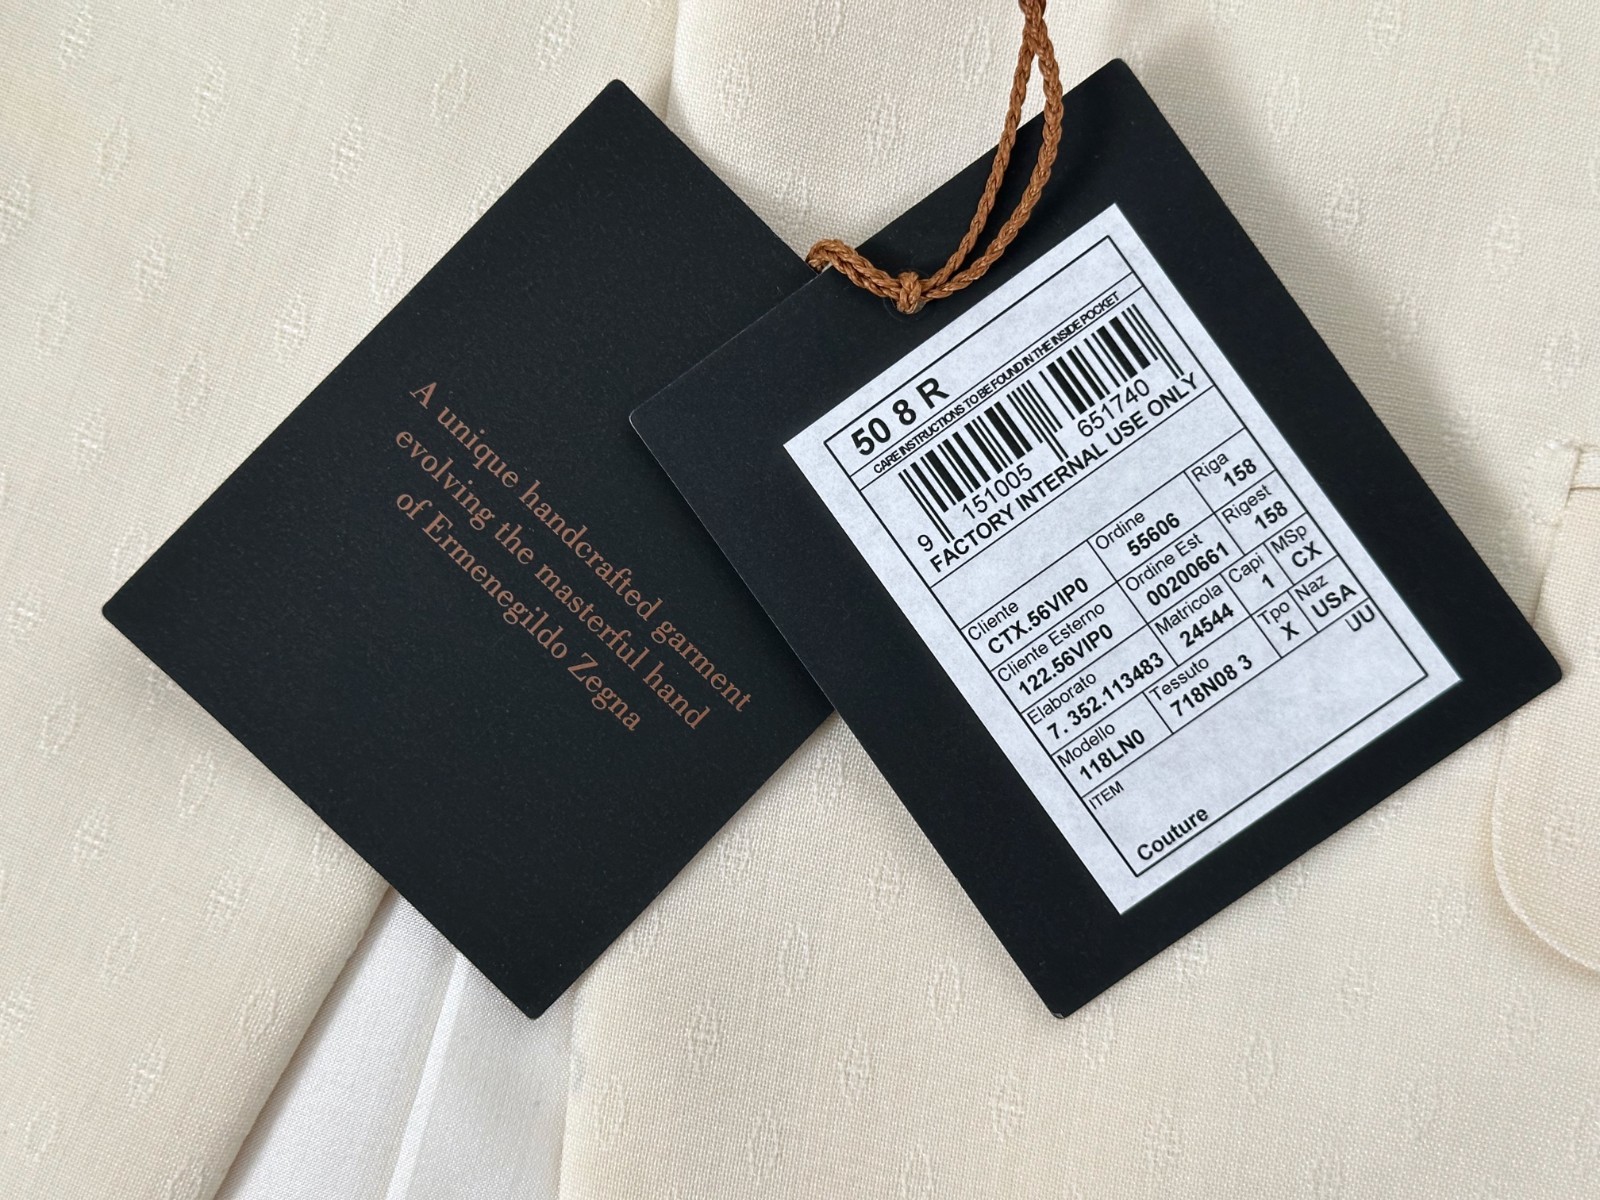 A unique handcrafted garment
evolving the masterful hand
of Ermenegildo Zegna
50 8 R
CARE INSTRUCTIONS TO BE FOUND IN THE INSIDE POCKET
9 151005 651740
FACTORY INTERNAL USE ONLY
Cliente Ordine Riga
CTX.56VIP0 55606 158
Cliente Esterno Ordine Est Rigest
122.56VIP0 00200661 158
Elaborato Matricola Capi MSp
7. 352.113483 24544 1 CX
Modello Tessuto Tpo Naz
118LN0 718N08 3 X USA
ITEM UU
Couture